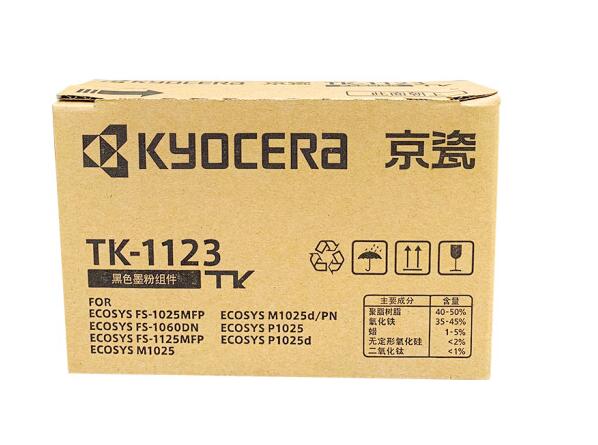 KYOCERA 京瓷
TK-1123
黑色墨粉组件 TK
FOR
ECOSYS FS-1025MFP ECOSYS M1025d/PN
ECOSYS FS-1060DN ECOSYS P1025
ECOSYS FS-1125MFP ECOSYS P1025d
ECOSYS M1025
主要成分 含量
聚脂树脂 40-50%
氧化铁 35-45%
蜡 1-5%
无定形氧化硅 <2%
二氧化钛 <1%